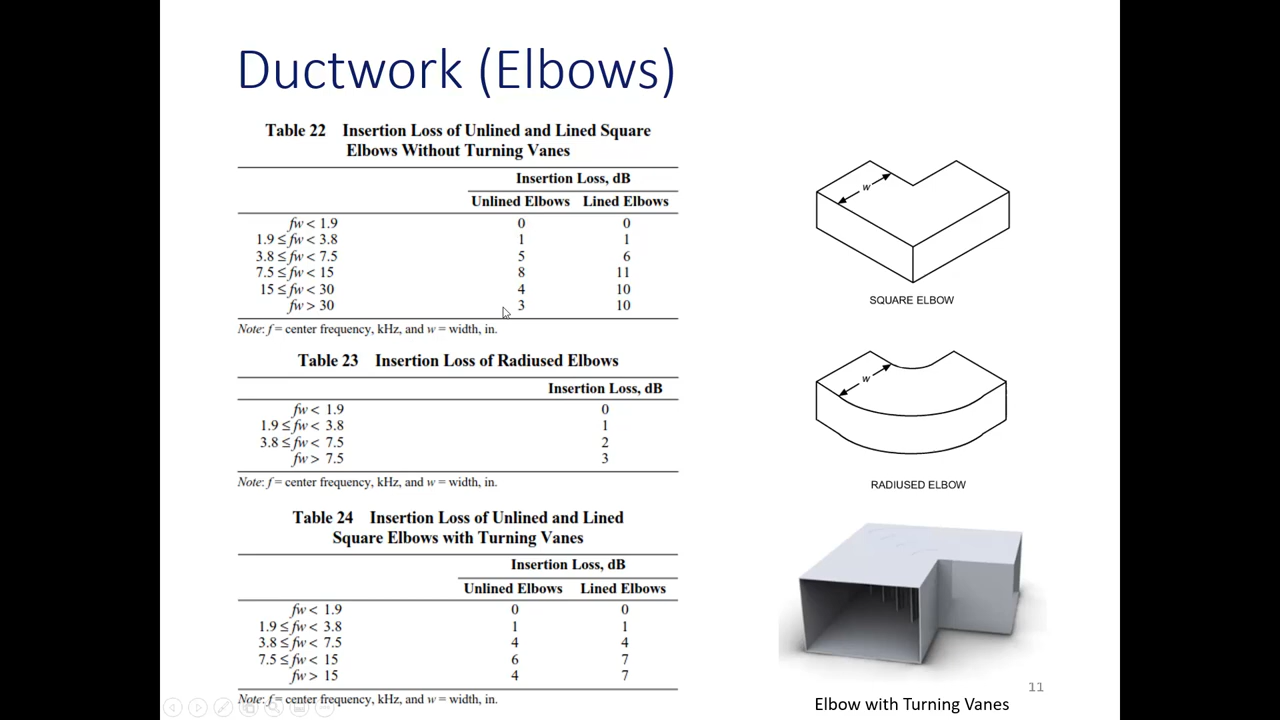 Ductwork (Elbows)
Table 22 Insertion Loss of Unlined and Lined Square
Elbows Without Turning Vanes
Insertion Loss, dB
Unlined Elbows Lined Elbows
fw < 1.9 0 0
1.9 ≤ fw < 3.8 1 1
3.8 ≤ fw < 7.5 5 6
7.5 ≤ fw < 15 8 11
15 ≤ fw < 30 4 10
fw > 30 3 10
Note: f = center frequency, kHz, and w = width, in.
Table 23 Insertion Loss of Radiused Elbows
Insertion Loss, dB
fw < 1.9 0
1.9 ≤ fw < 3.8 1
3.8 ≤ fw < 7.5 2
fw > 7.5 3
Note: f = center frequency, kHz, and w = width, in.
Table 24 Insertion Loss of Unlined and Lined
Square Elbows with Turning Vanes
Insertion Loss, dB
Unlined Elbows Lined Elbows
fw < 1.9 0 0
1.9 ≤ fw < 3.8 1 1
3.8 ≤ fw < 7.5 4 4
7.5 ≤ fw < 15 6 7
fw > 15 4 7
Note: f = center frequency, kHz, and w = width, in.
w
SQUARE ELBOW
w
RADIUSED ELBOW
11
Elbow with Turning Vanes